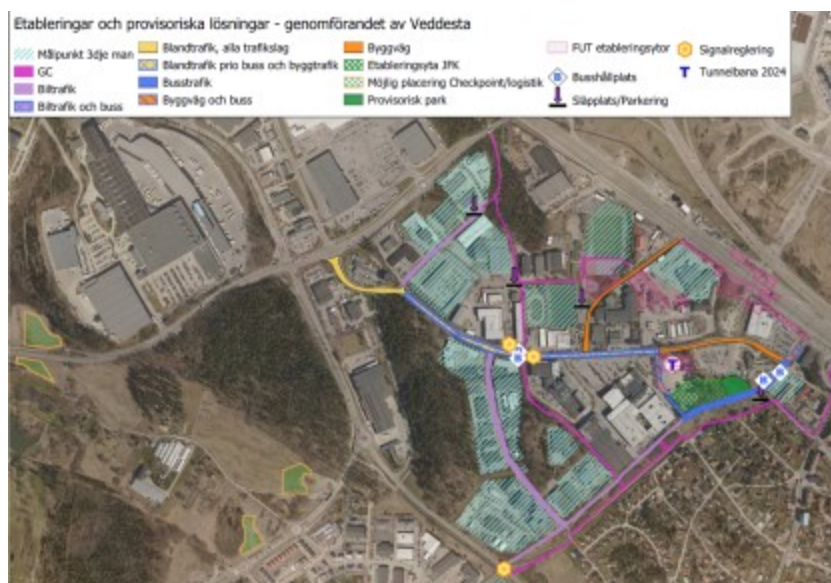 Etableringar och provisoriska lösningar - genomförandet av Veddesta
Målpunkt 3dje man
GC
Biltrafik
Biltrafik och buss
Blandtrafik, alla trafikslag
Blandtrafik prio buss och byggtrafik
Busstrafik
Byggväg och buss
Byggväg
Etableringsyta JPK
Möjlig placering Checkpoint/logistik
Provisorisk park
FUT etableringsytor
Busshållplats
Släpplats/Parkering
Signalreglering
T Tunnelbana 2024
T